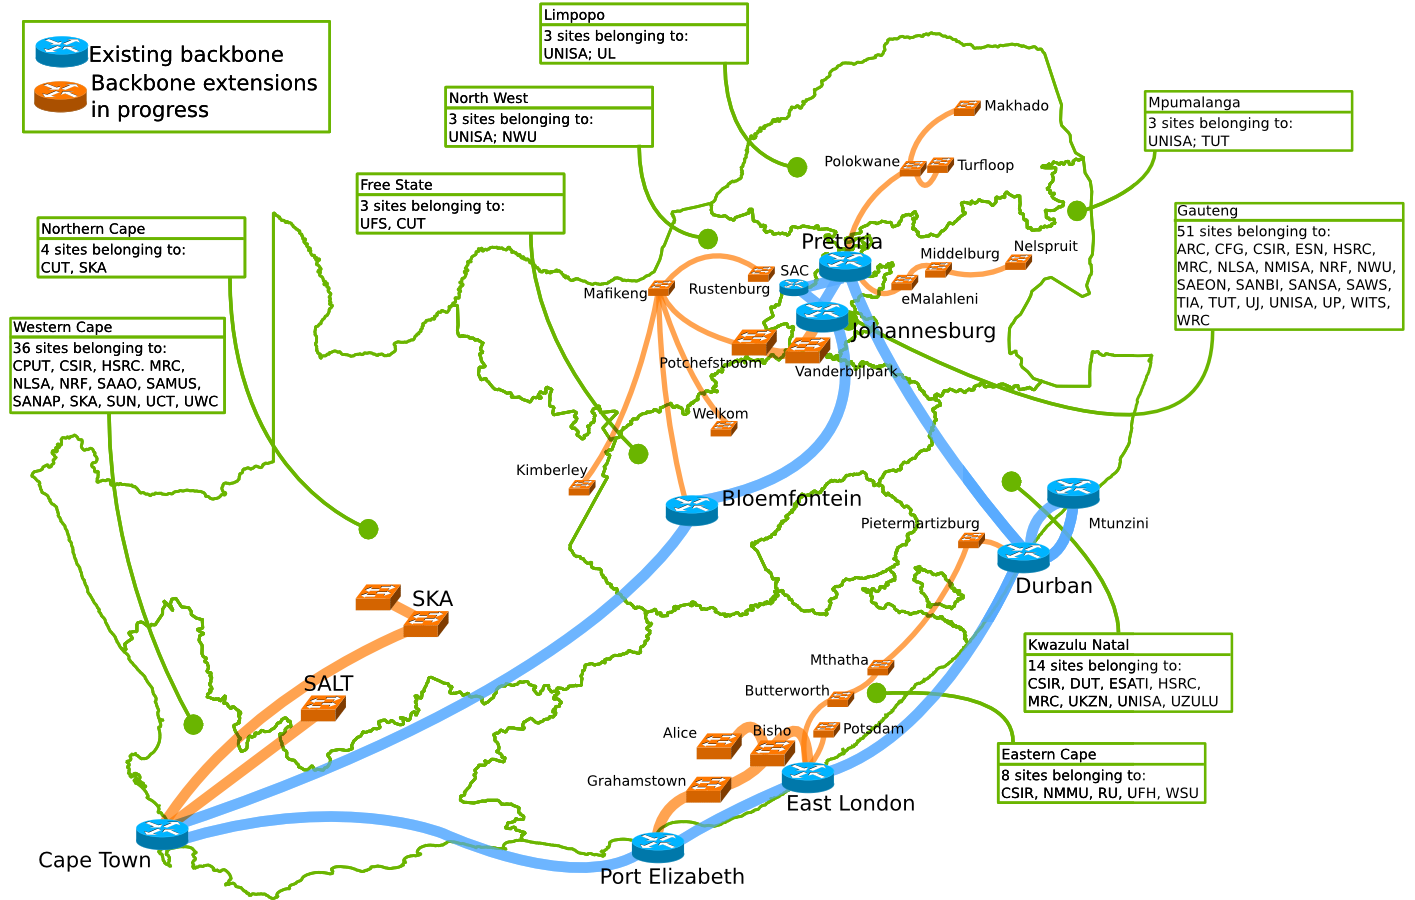 Existing backbone
Backbone extensions
in progress
Limpopo
3 sites belonging to:
UNISA; UL
North West
3 sites belonging to:
UNISA; NWU
Mpumalanga
3 sites belonging to:
UNISA; TUT
Free State
3 sites belonging to:
UFS, CUT
Gauteng
51 sites belonging to:
ARC, CFG, CSIR, ESN, HSRC,
MRC, NLSA, NMISA, NRF, NWU,
SAEON, SANBI, SANSA, SAWS,
TIA, TUT, UJ, UNISA, UP, WITS,
WRC
Northern Cape
4 sites belonging to:
CUT, SKA
Western Cape
36 sites belonging to:
CPUT, CSIR, HSRC. MRC,
NLSA, NRF, SAAO, SAMUS,
SANAP, SKA, SUN, UCT, UWC
Makhado
Polokwane
Turfloop
Pretoria
Middelburg
Nelspruit
SAC
Rustenburg
Mafikeng
eMalahleni
Johannesburg
Potchefstroom
Vanderbijlpark
Welkom
Kimberley
Bloemfontein
Pietermartizburg
Mtunzini
Durban
SKA
SALT
Mthatha
Butterworth
Potsdam
Alice
Bisho
Grahamstown
East London
Cape Town
Port Elizabeth
Kwazulu Natal
14 sites belonging to:
CSIR, DUT, ESATI, HSRC,
MRC, UKZN, UNISA, UZULU
Eastern Cape
8 sites belonging to:
CSIR, NMMU, RU, UFH, WSU